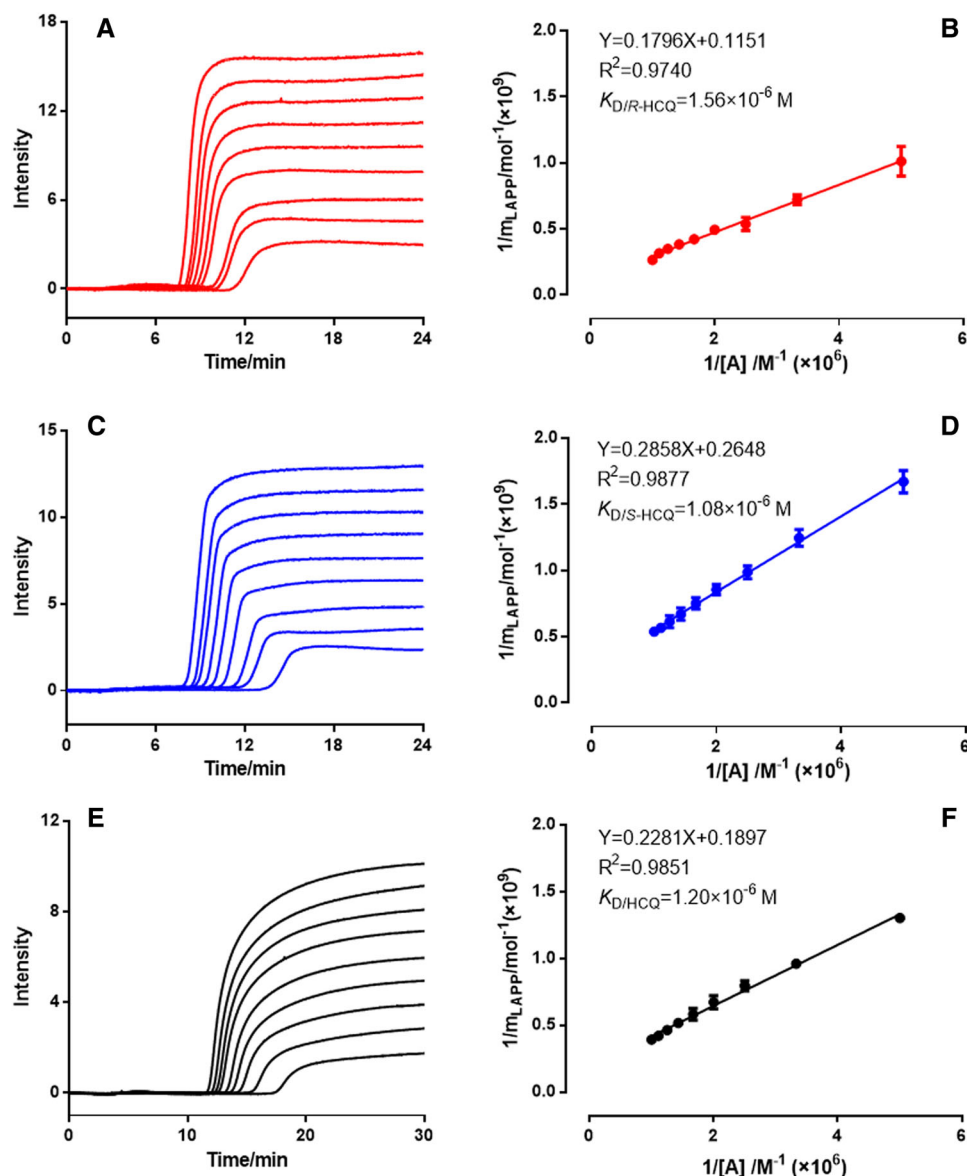 A
18
12
6
0
Intensity
0 6 12 18 24
Time/min
B
Y=0.1796X+0.1151
R²=0.9740
K_D/R-HCQ=1.56×10⁻⁶ M
2.0
1.5
1.0
0.5
0.0
1/m_LAPP/mol⁻¹(×10⁹)
0 2 4 6
1/[A] /M⁻¹ (×10⁶)
C
15
10
5
0
Intensity
0 6 12 18 24
Time/min
D
Y=0.2858X+0.2648
R²=0.9877
K_D/S-HCQ=1.08×10⁻⁶ M
2.0
1.5
1.0
0.5
0.0
1/m_LAPP/mol⁻¹(×10⁹)
0 2 4 6
1/[A] /M⁻¹ (×10⁶)
E
12
8
4
0
Intensity
0 10 20 30
Time/min
F
Y=0.2281X+0.1897
R²=0.9851
K_D/HCQ=1.20×10⁻⁶ M
2.0
1.5
1.0
0.5
0.0
1/m_LAPP/mol⁻¹(×10⁹)
0 2 4 6
1/[A] /M⁻¹ (×10⁶)